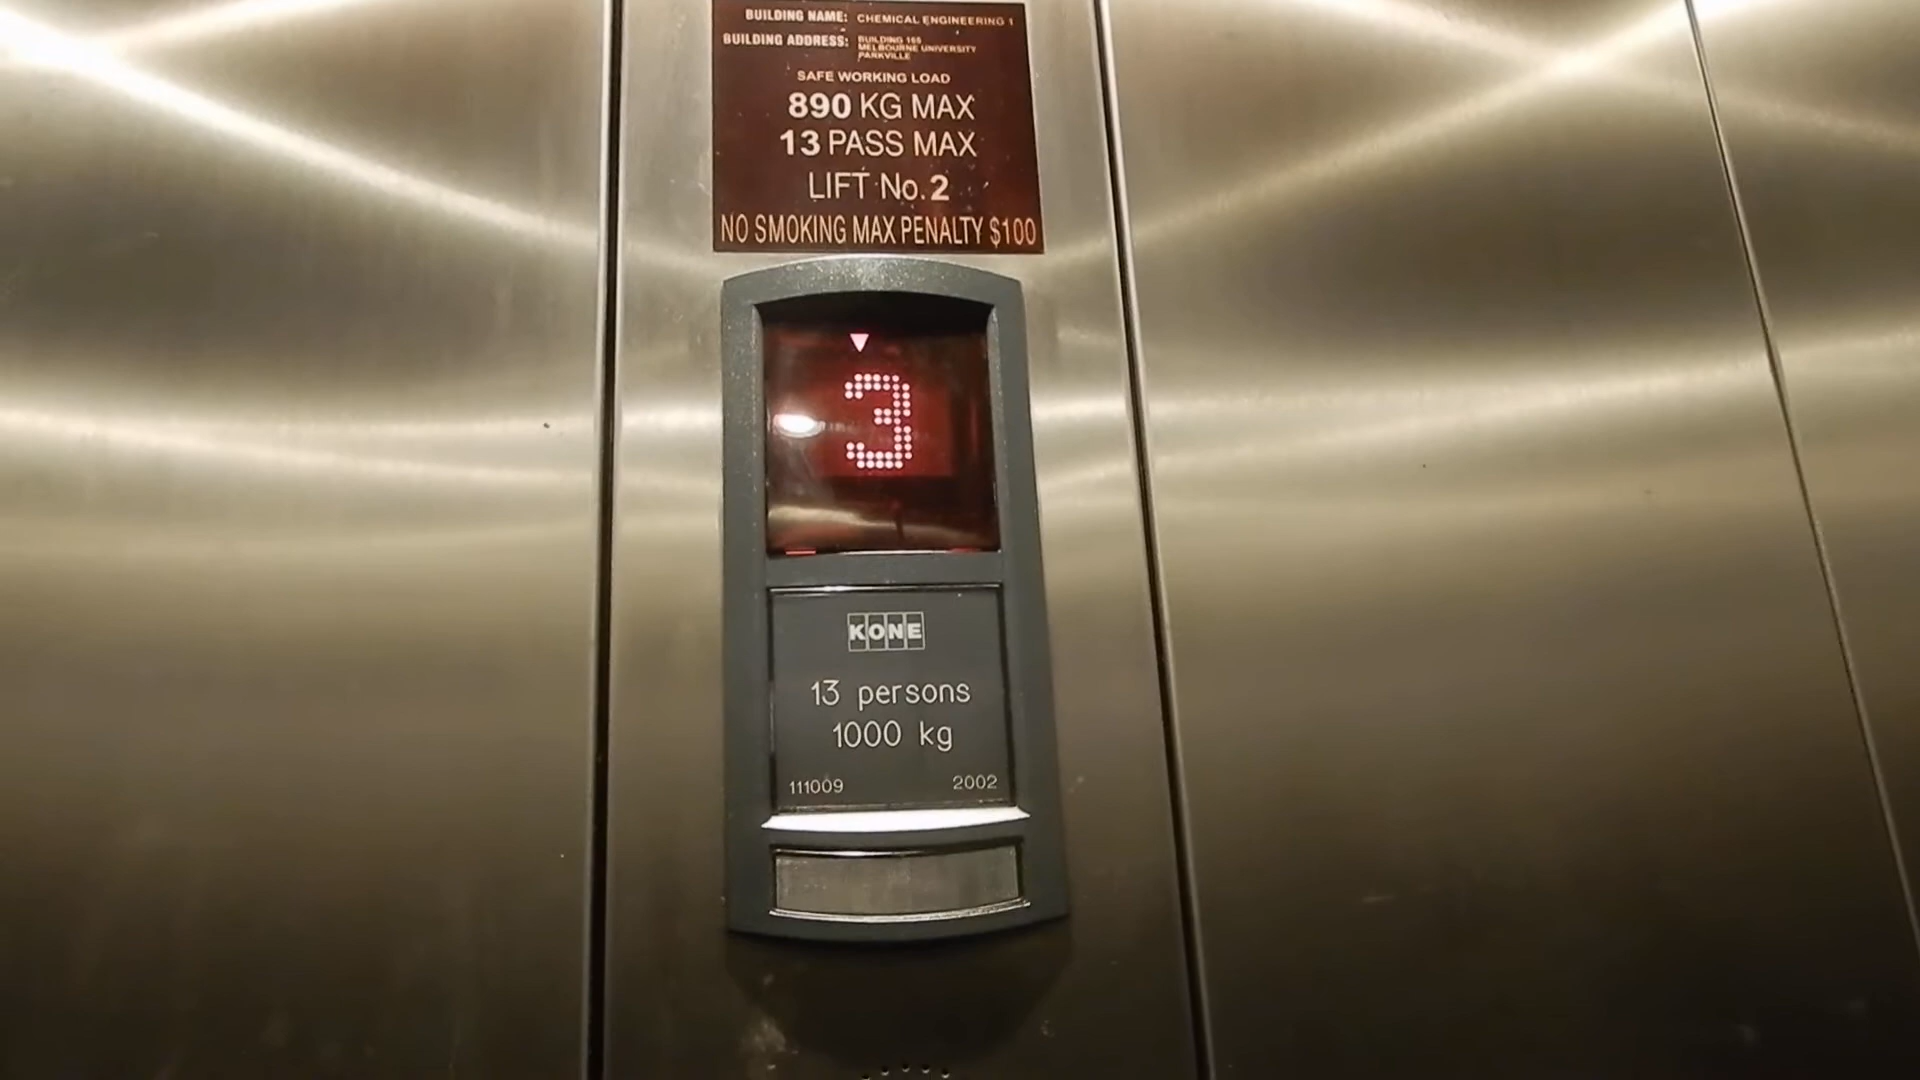 BUILDING NAME: CHEMICAL ENGINEERING 1
BUILDING ADDRESS: BUILDING 165
MELBOURNE UNIVERSITY
PARKVILLE
SAFE WORKING LOAD
890 KG MAX
13 PASS MAX
LIFT No. 2
NO SMOKING MAX PENALTY $100
3
KONE
13 persons
1000 kg
111009 2002